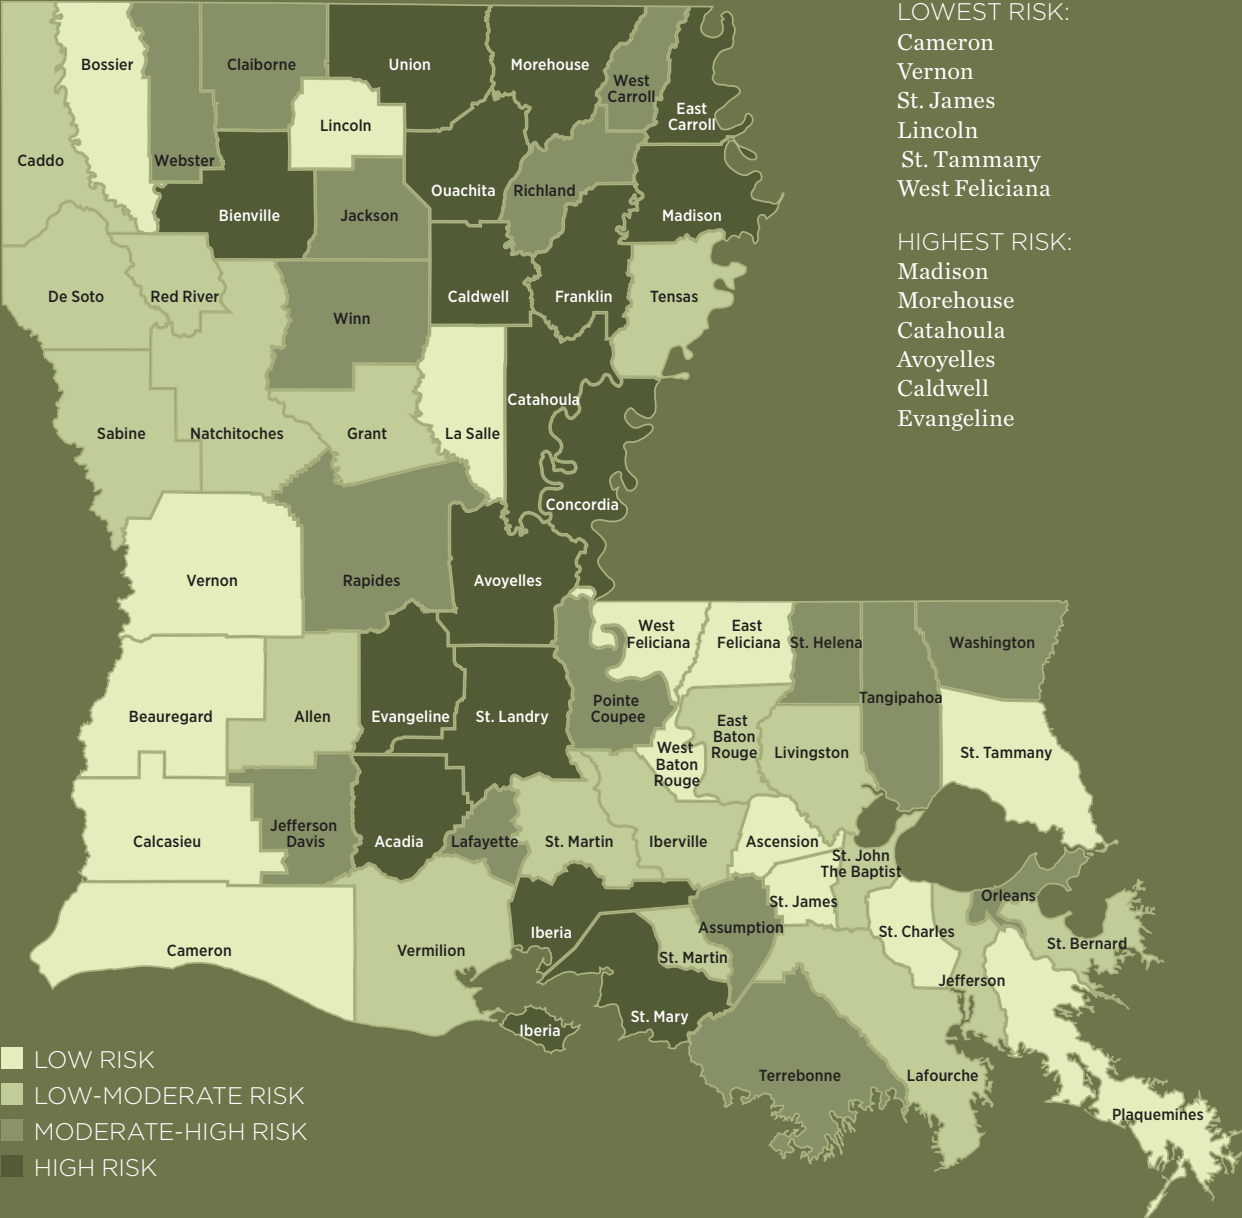 LOWEST RISK:
Cameron
Vernon
St. James
Lincoln
St. Tammany
West Feliciana
HIGHEST RISK:
Madison
Morehouse
Catahoula
Avoyelles
Caldwell
Evangeline
Bossier
Claiborne
Union
Morehouse
West
Carroll
East
Carroll
Lincoln
Caddo
Webster
Ouachita
Richland
Bienville
Jackson
Madison
De Soto
Red River
Winn
Caldwell
Franklin
Tensas
Catahoula
Sabine
Natchitoches
Grant
La Salle
Concordia
Vernon
Rapides
Avoyelles
West
Feliciana
East
Feliciana
St. Helena
Washington
Tangipahoa
Beauregard
Allen
Evangeline
St. Landry
Pointe
Coupee
East
Baton
Rouge
West
Baton
Rouge
Livingston
St. Tammany
Calcasieu
Jefferson
Davis
Acadia
Lafayette
St. Martin
Iberville
Ascension
St. John
The Baptist
St. James
Orleans
Cameron
Vermilion
Iberia
Assumption
St. Martin
St. Charles
St. Bernard
Jefferson
St. Mary
Iberia
Terrebonne
Lafourche
Plaquemines
LOW RISK
LOW-MODERATE RISK
MODERATE-HIGH RISK
HIGH RISK